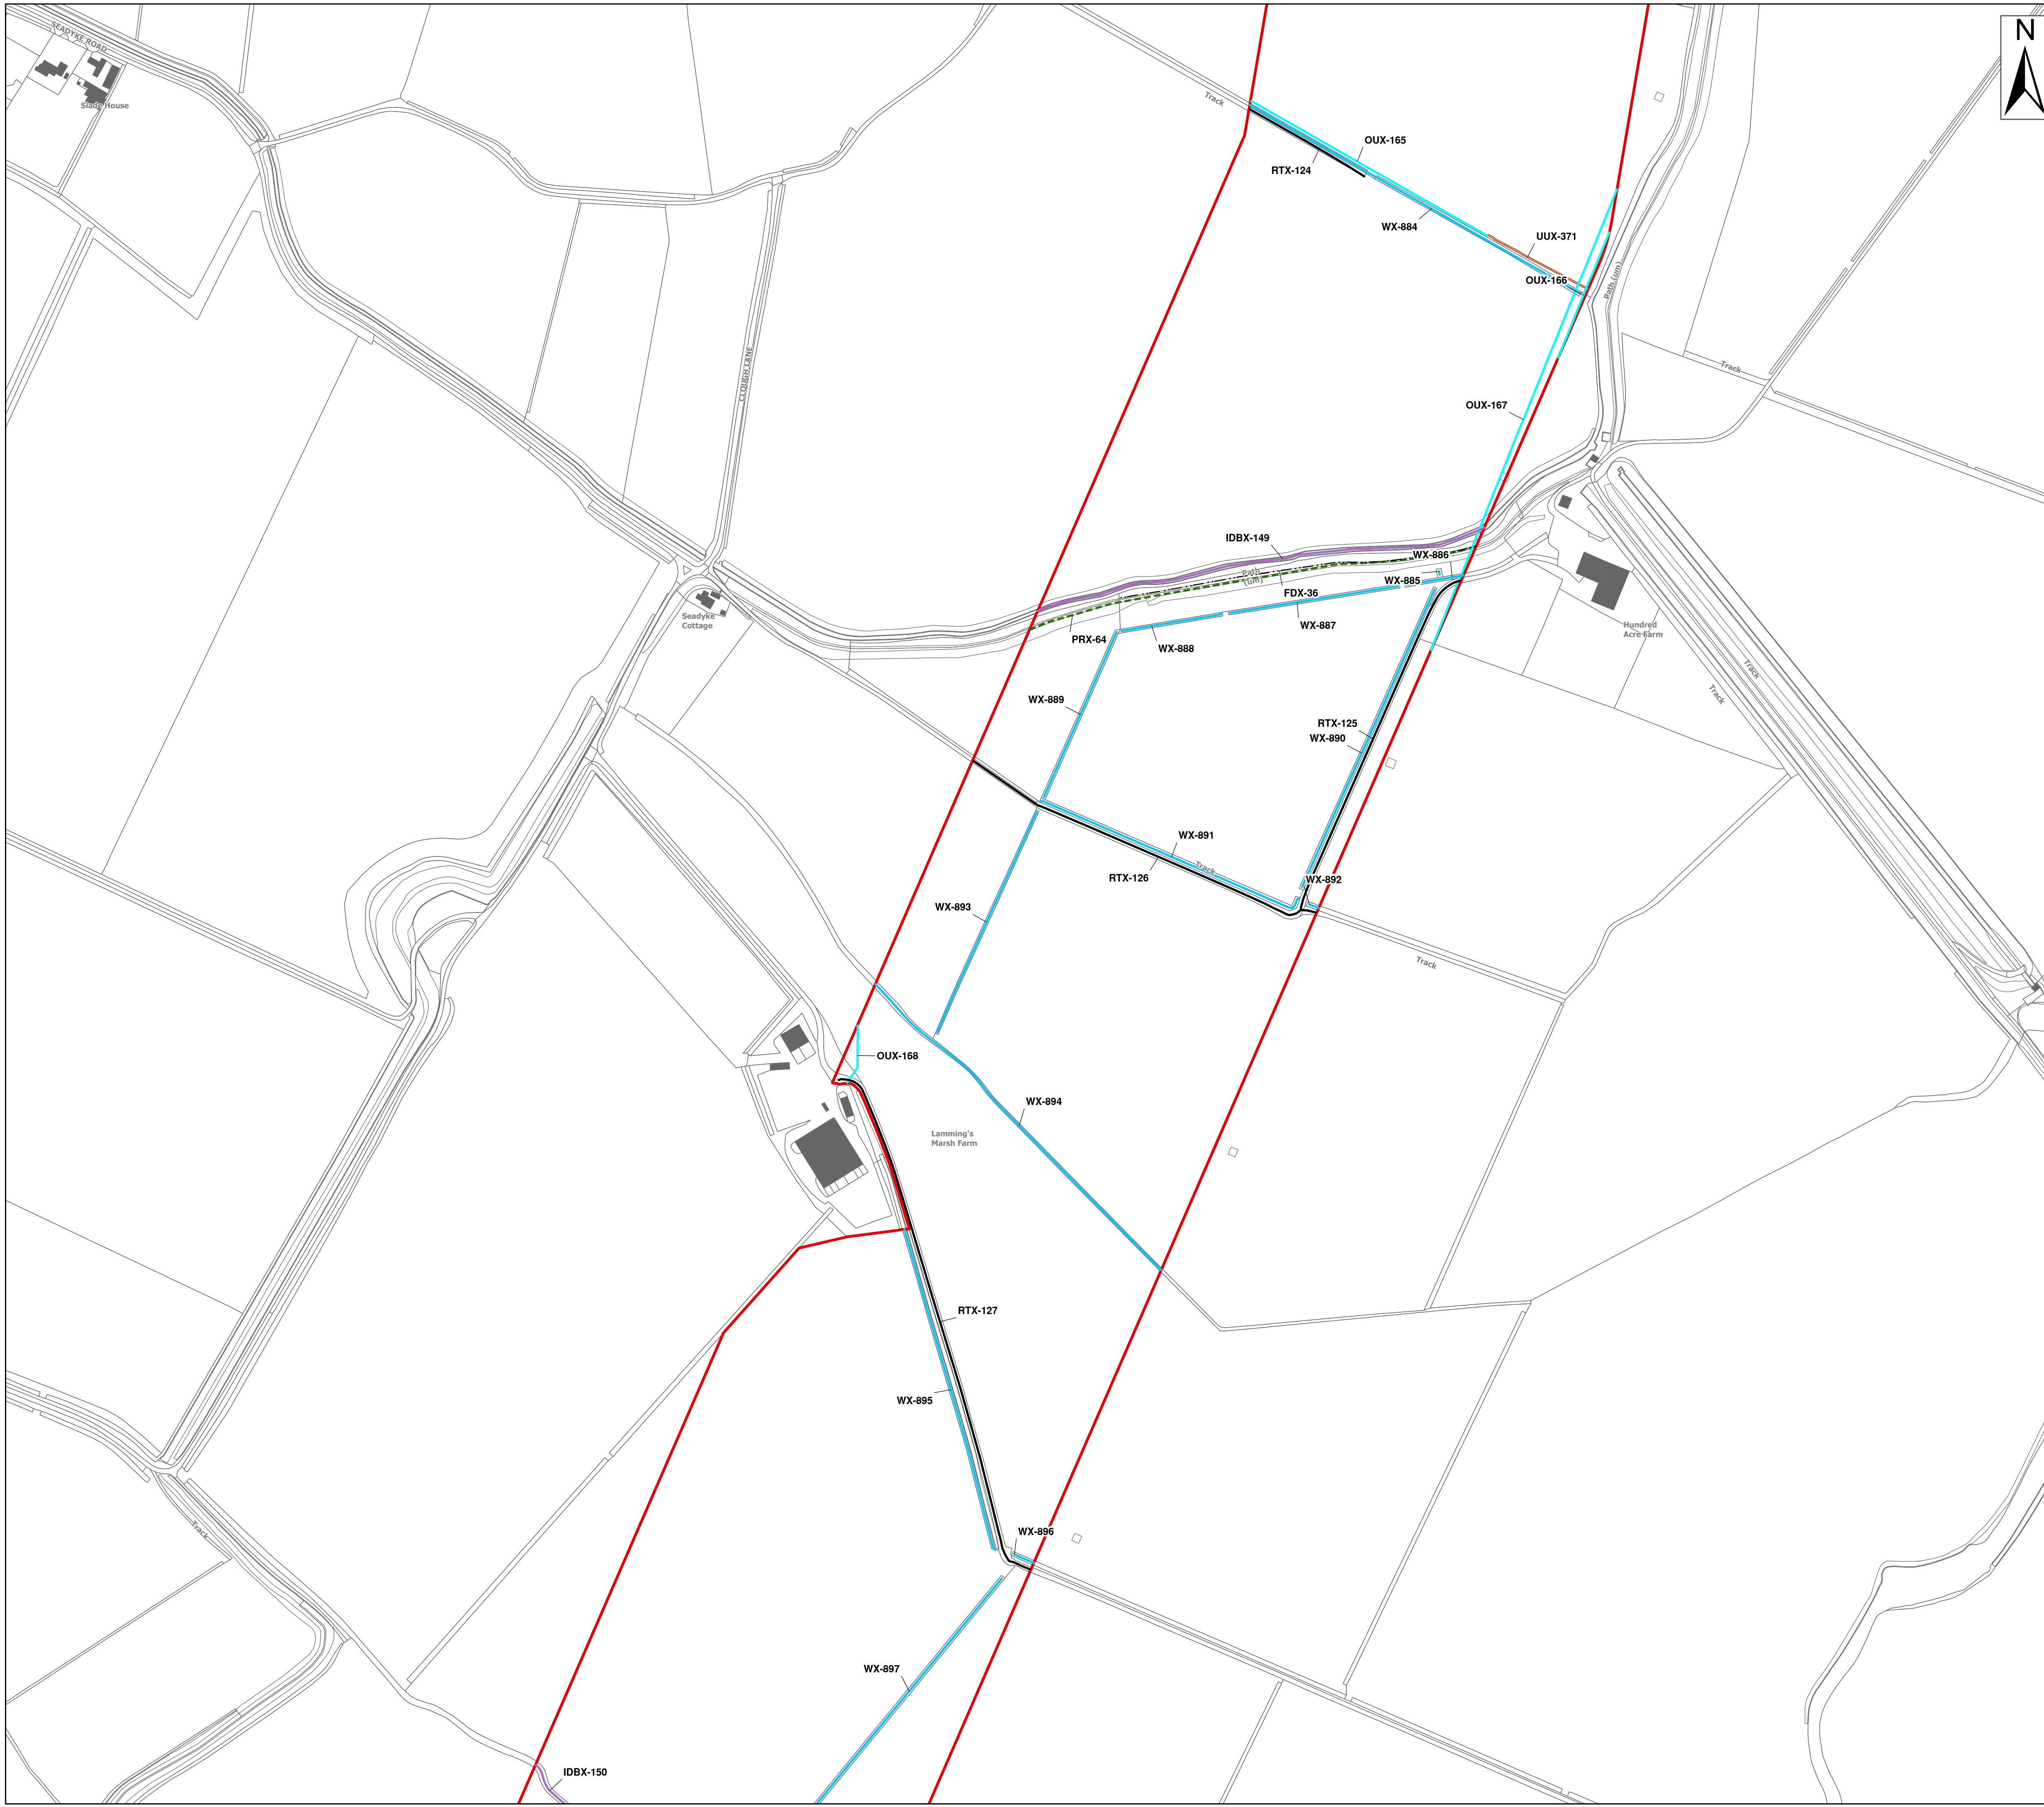 N
SEADYKE ROAD
Slade House
Track
OUX-165
RTX-124
WX-884
UUX-371
OUX-166
Path (um)
Track
CLOUGH LANE
OUX-167
IDBX-149
WX-886
Path
(um)
WX-885
FDX-36
Seadyke
Cottage
WX-887
Hundred
Acre Farm
PRX-64
WX-888
Track
Track
WX-889
RTX-125
WX-890
WX-891
Track
RTX-126
WX-892
WX-893
Track
OUX-168
WX-894
Lamming's
Marsh Farm
RTX-127
WX-895
Track
WX-896
WX-897
IDBX-150